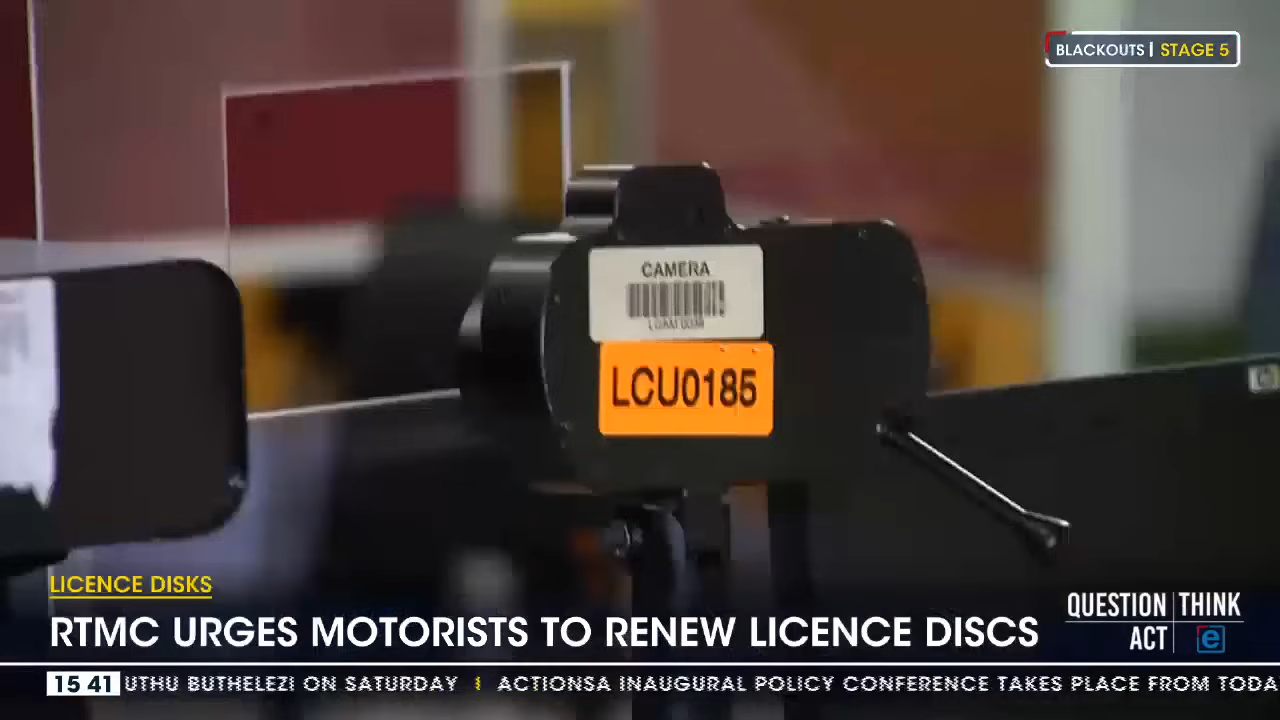 BLACKOUTS | STAGE 5
CAMERA
LCU0185
LICENCE DISKS
RTMC URGES MOTORISTS TO RENEW LICENCE DISCS
QUESTION THINK
ACT e
15 41 UTHU BUTHELEZI ON SATURDAY ACTIONSA INAUGURAL POLICY CONFERENCE TAKES PLACE FROM TODA